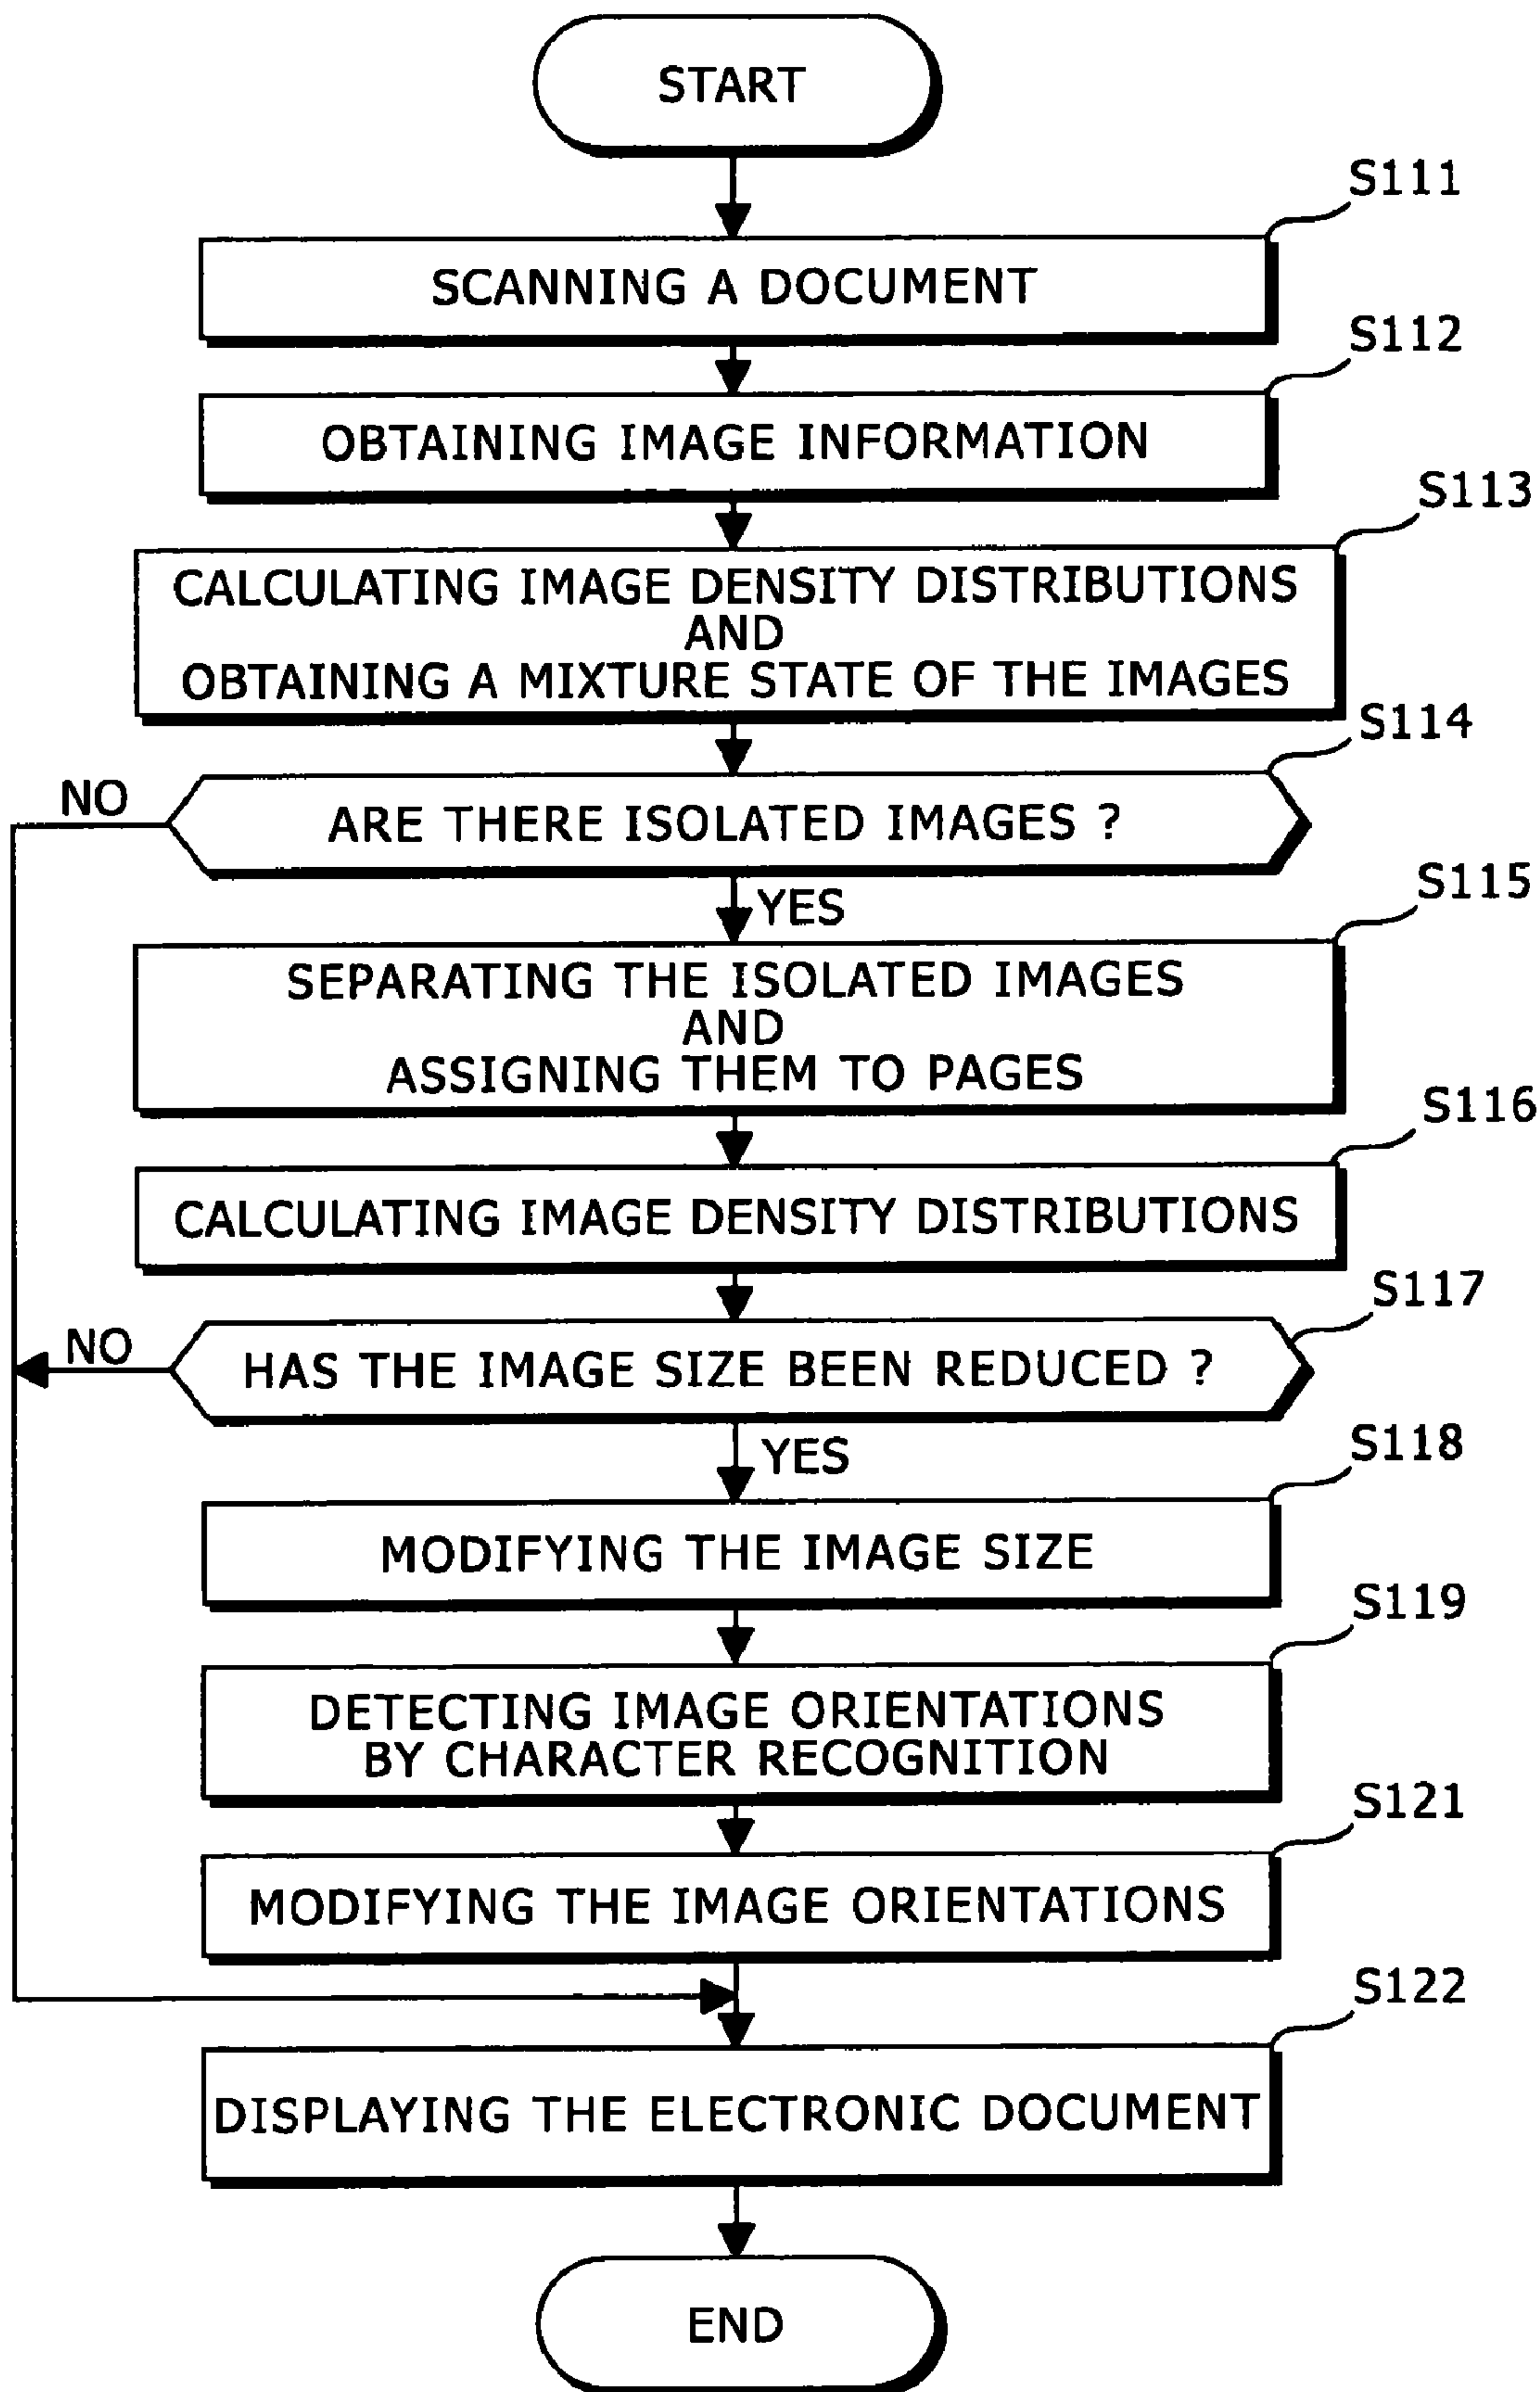 START
S111
SCANNING A DOCUMENT
S112
OBTAINING IMAGE INFORMATION
S113
CALCULATING IMAGE DENSITY DISTRIBUTIONS
AND
OBTAINING A MIXTURE STATE OF THE IMAGES
S114
NO
ARE THERE ISOLATED IMAGES ?
YES
S115
SEPARATING THE ISOLATED IMAGES
AND
ASSIGNING THEM TO PAGES
S116
CALCULATING IMAGE DENSITY DISTRIBUTIONS
S117
NO
HAS THE IMAGE SIZE BEEN REDUCED ?
YES
S118
MODIFYING THE IMAGE SIZE
S119
DETECTING IMAGE ORIENTATIONS
BY CHARACTER RECOGNITION
S121
MODIFYING THE IMAGE ORIENTATIONS
S122
DISPLAYING THE ELECTRONIC DOCUMENT
END